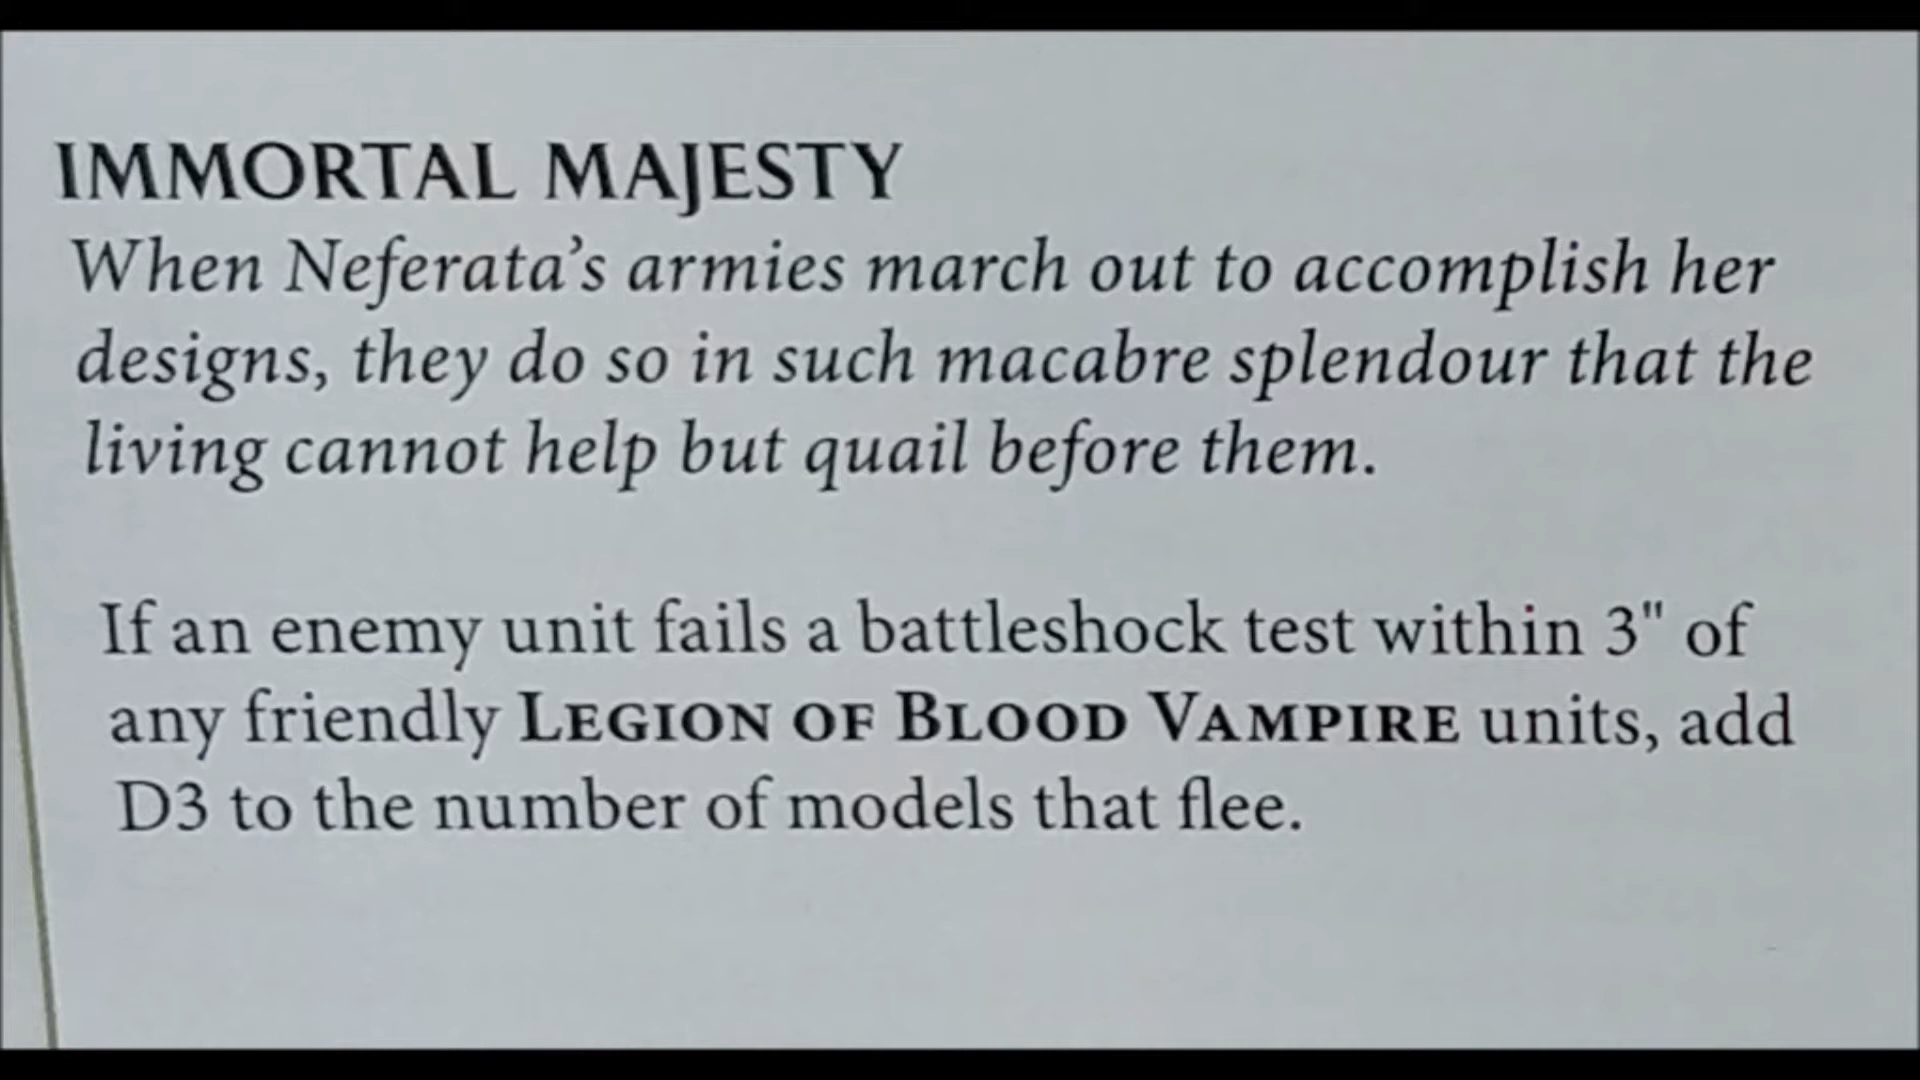 IMMORTAL MAJESTY
When Neferata’s armies march out to accomplish her
designs, they do so in such macabre splendour that the
living cannot help but quail before them.
If an enemy unit fails a battleshock test within 3" of
any friendly LEGION OF BLOOD VAMPIRE units, add
D3 to the number of models that flee.